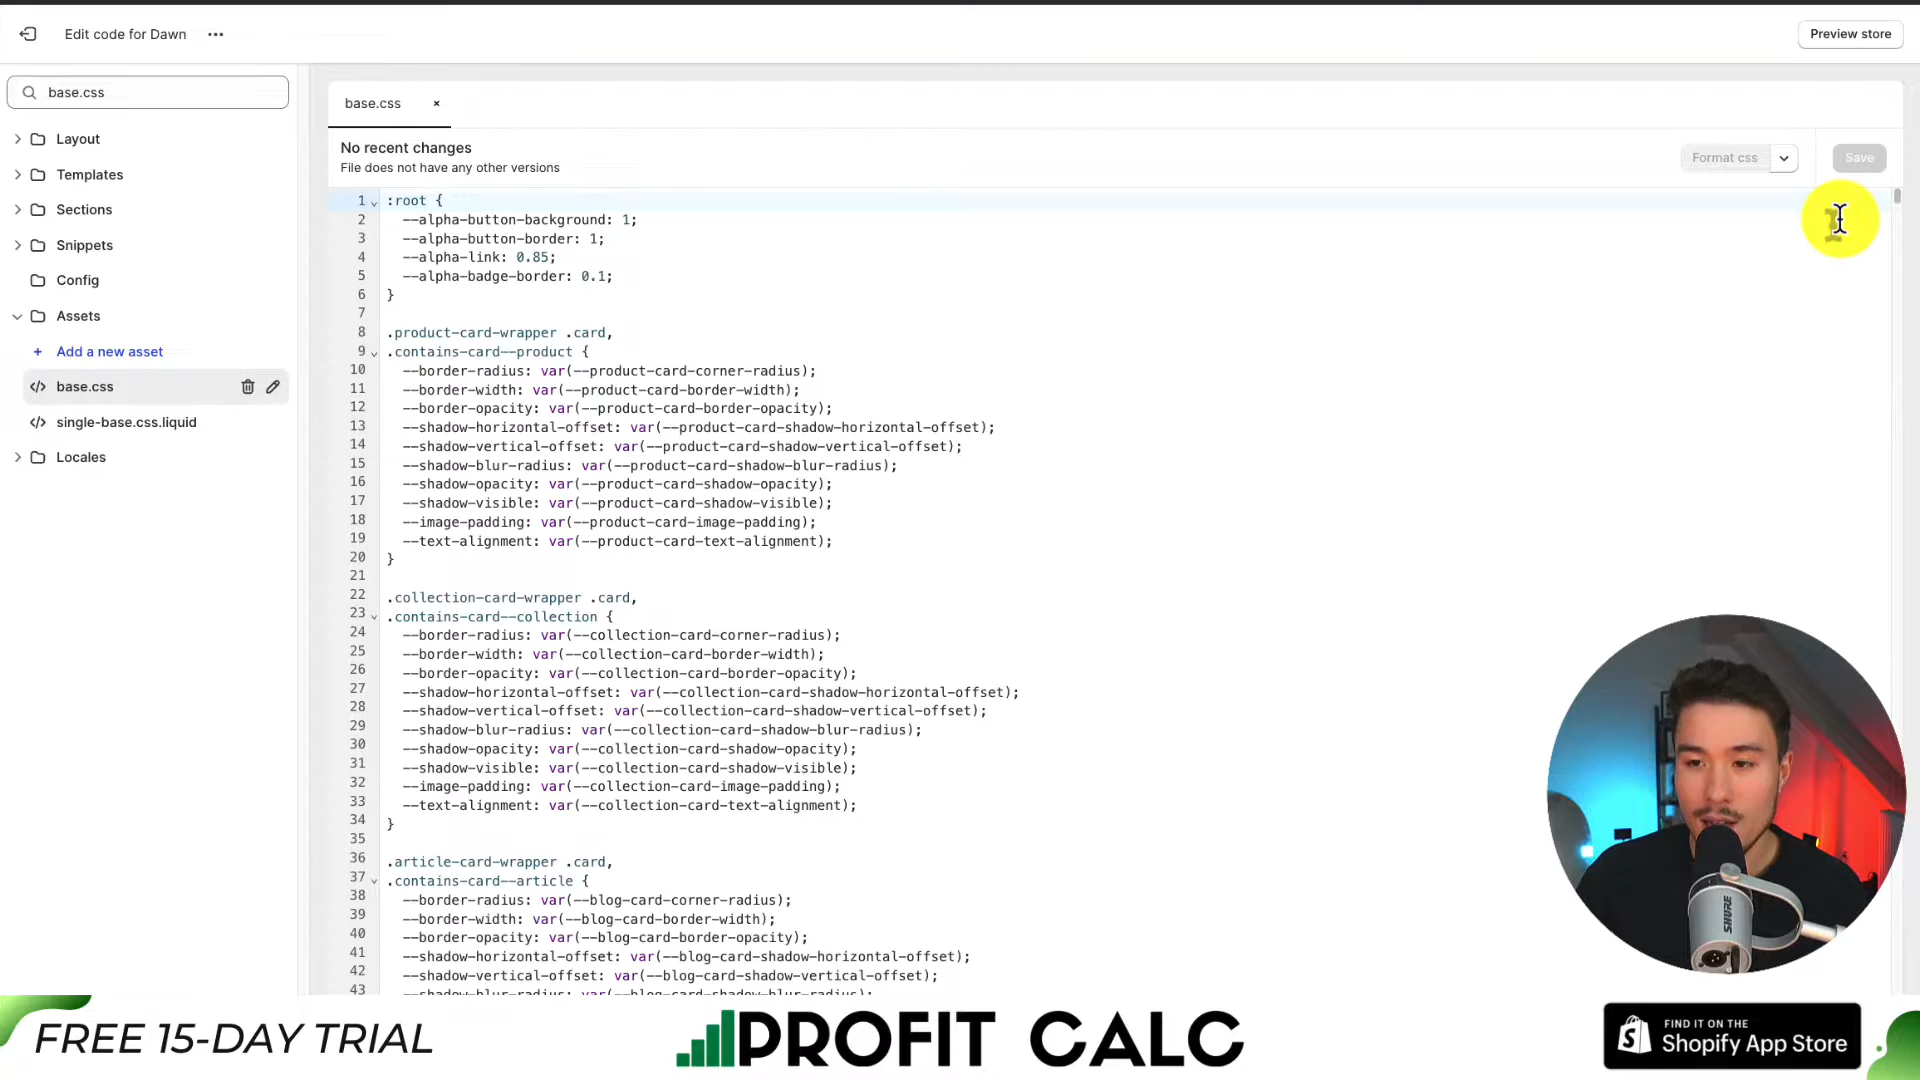 Edit code for Dawn ···
Preview store
base.css
Layout
Templates
Sections
Snippets
Config
Assets
+ Add a new asset
base.css
single-base.css.liquid
Locales
base.css ×
No recent changes
File does not have any other versions
Format css
Save
1 :root {
2 --alpha-button-background: 1;
3 --alpha-button-border: 1;
4 --alpha-link: 0.85;
5 --alpha-badge-border: 0.1;
6 }
7
8 .product-card-wrapper .card,
9 .contains-card--product {
10 --border-radius: var(--product-card-corner-radius);
11 --border-width: var(--product-card-border-width);
12 --border-opacity: var(--product-card-border-opacity);
13 --shadow-horizontal-offset: var(--product-card-shadow-horizontal-offset);
14 --shadow-vertical-offset: var(--product-card-shadow-vertical-offset);
15 --shadow-blur-radius: var(--product-card-shadow-blur-radius);
16 --shadow-opacity: var(--product-card-shadow-opacity);
17 --shadow-visible: var(--product-card-shadow-visible);
18 --image-padding: var(--product-card-image-padding);
19 --text-alignment: var(--product-card-text-alignment);
20 }
21
22 .collection-card-wrapper .card,
23 .contains-card--collection {
24 --border-radius: var(--collection-card-corner-radius);
25 --border-width: var(--collection-card-border-width);
26 --border-opacity: var(--collection-card-border-opacity);
27 --shadow-horizontal-offset: var(--collection-card-shadow-horizontal-offset);
28 --shadow-vertical-offset: var(--collection-card-shadow-vertical-offset);
29 --shadow-blur-radius: var(--collection-card-shadow-blur-radius);
30 --shadow-opacity: var(--collection-card-shadow-opacity);
31 --shadow-visible: var(--collection-card-shadow-visible);
32 --image-padding: var(--collection-card-image-padding);
33 --text-alignment: var(--collection-card-text-alignment);
34 }
35
36 .article-card-wrapper .card,
37 .contains-card--article {
38 --border-radius: var(--blog-card-corner-radius);
39 --border-width: var(--blog-card-border-width);
40 --border-opacity: var(--blog-card-border-opacity);
41 --shadow-horizontal-offset: var(--blog-card-shadow-horizontal-offset);
42 --shadow-vertical-offset: var(--blog-card-shadow-vertical-offset);
43 --shadow-blur-radius: var(--blog-card-shadow-blur-radius);
SHURE
FREE 15-DAY TRIAL
PROFIT CALC
FIND IT ON THE
Shopify App Store